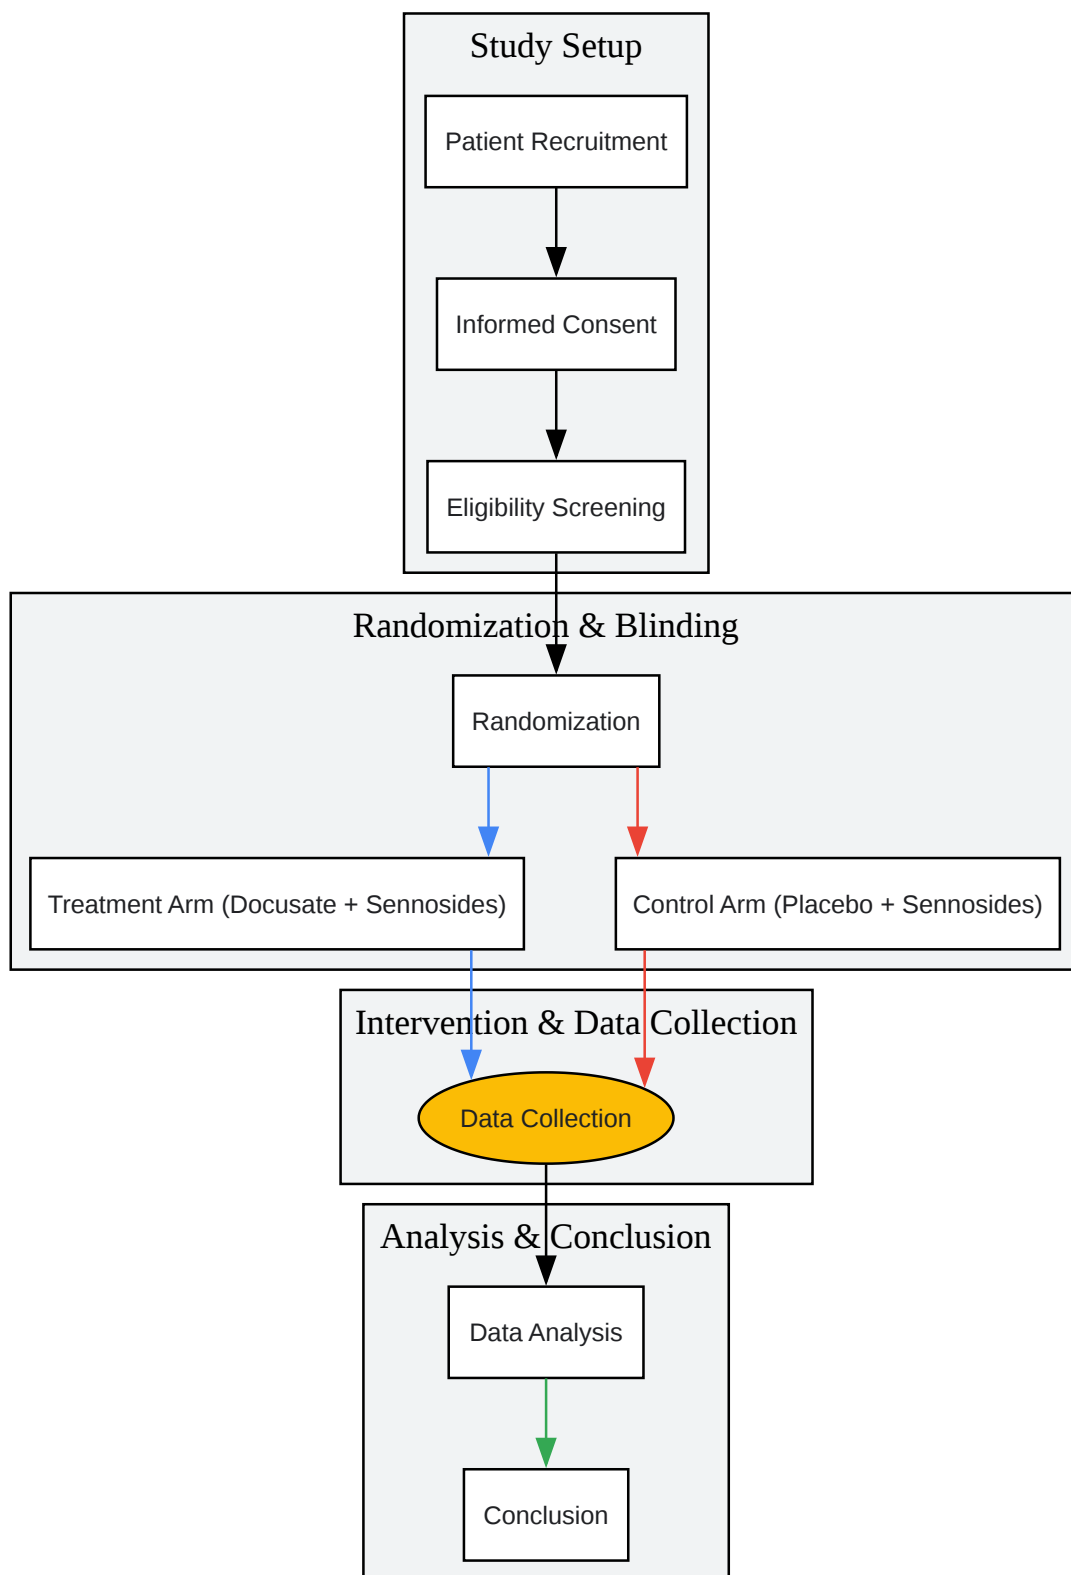 Study Setup
Patient Recruitment
Informed Consent
Eligibility Screening
Randomization & Blinding
Randomization
Treatment Arm (Docusate + Sennosides)
Control Arm (Placebo + Sennosides)
Intervention & Data Collection
Data Collection
Analysis & Conclusion
Data Analysis
Conclusion